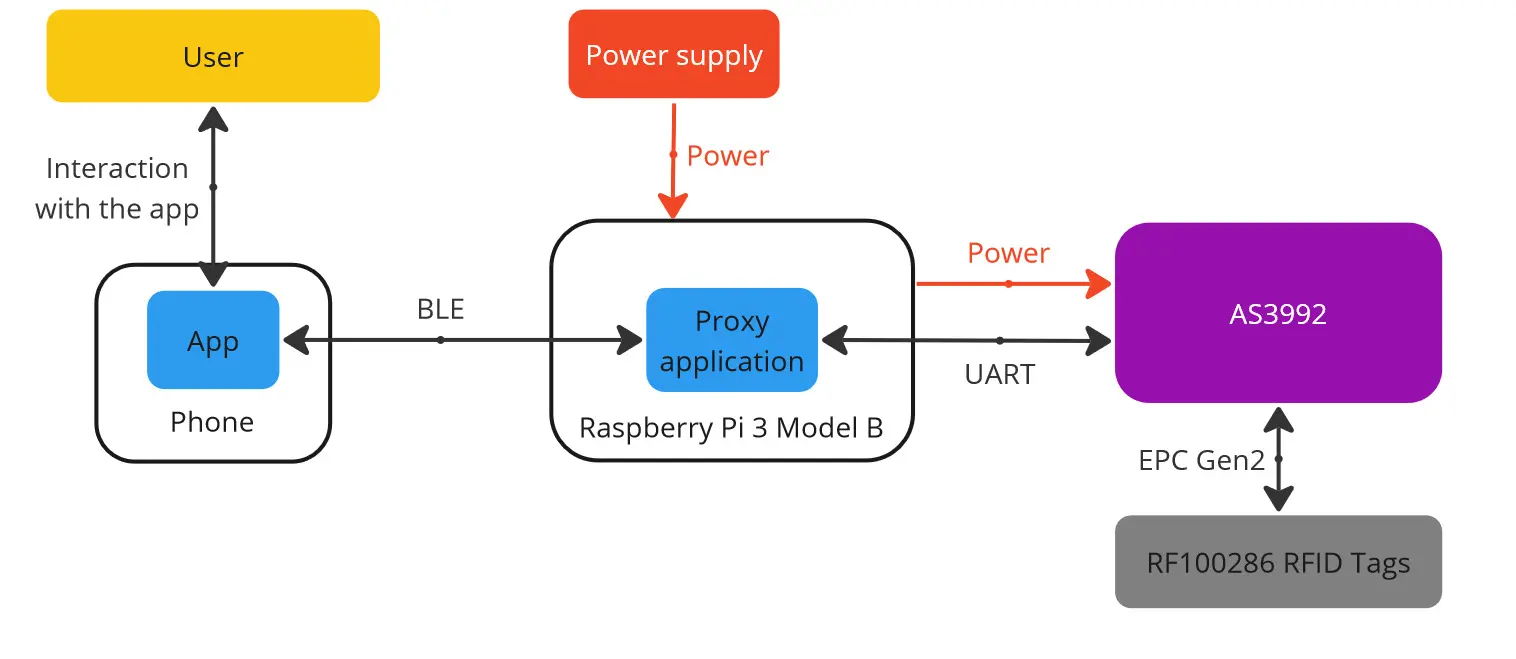 User
Power supply
Interaction
with the app
Power
Power
BLE
App
Phone
Proxy
application
Raspberry Pi 3 Model B
UART
AS3992
EPC Gen2
RF100286 RFID Tags